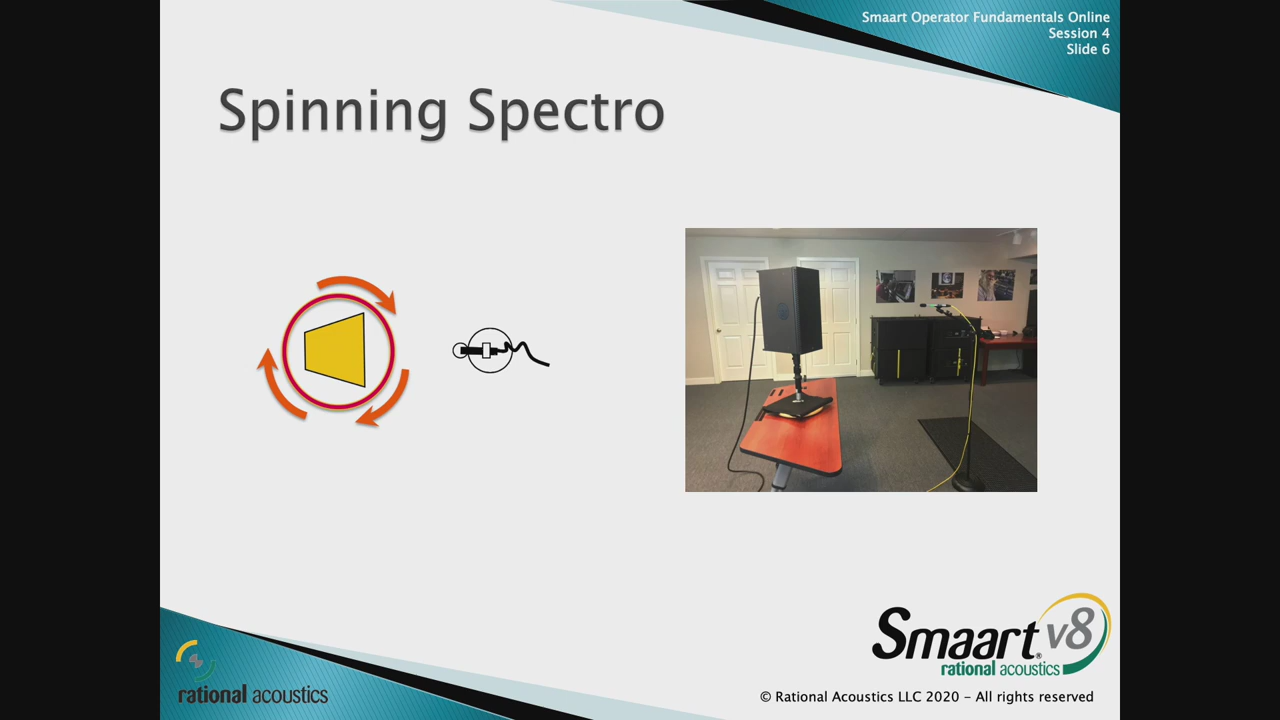 Smaart Operator Fundamentals Online
Session 4
Slide 6
Spinning Spectro
Smaart® v8
rational acoustics
rational acoustics
© Rational Acoustics LLC 2020 - All rights reserved